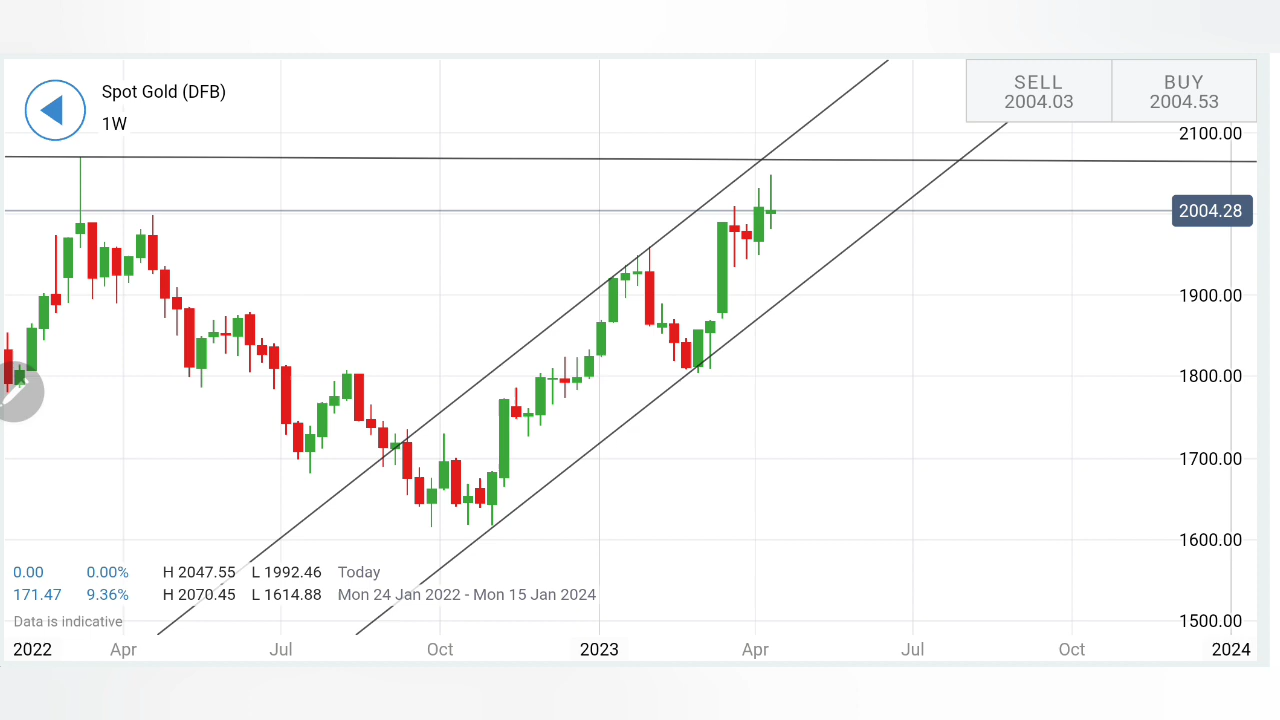 Spot Gold (DFB)
1W
SELL
2004.03
BUY
2004.53
2100.00
2004.28
1900.00
1800.00
1700.00
1600.00
1500.00
0.00 0.00% H 2047.55 L 1992.46 Today
171.47 9.36% H 2070.45 L 1614.88 Mon 24 Jan 2022 - Mon 15 Jan 2024
Data is indicative
2022 Apr Jul Oct 2023 Apr Jul Oct 2024